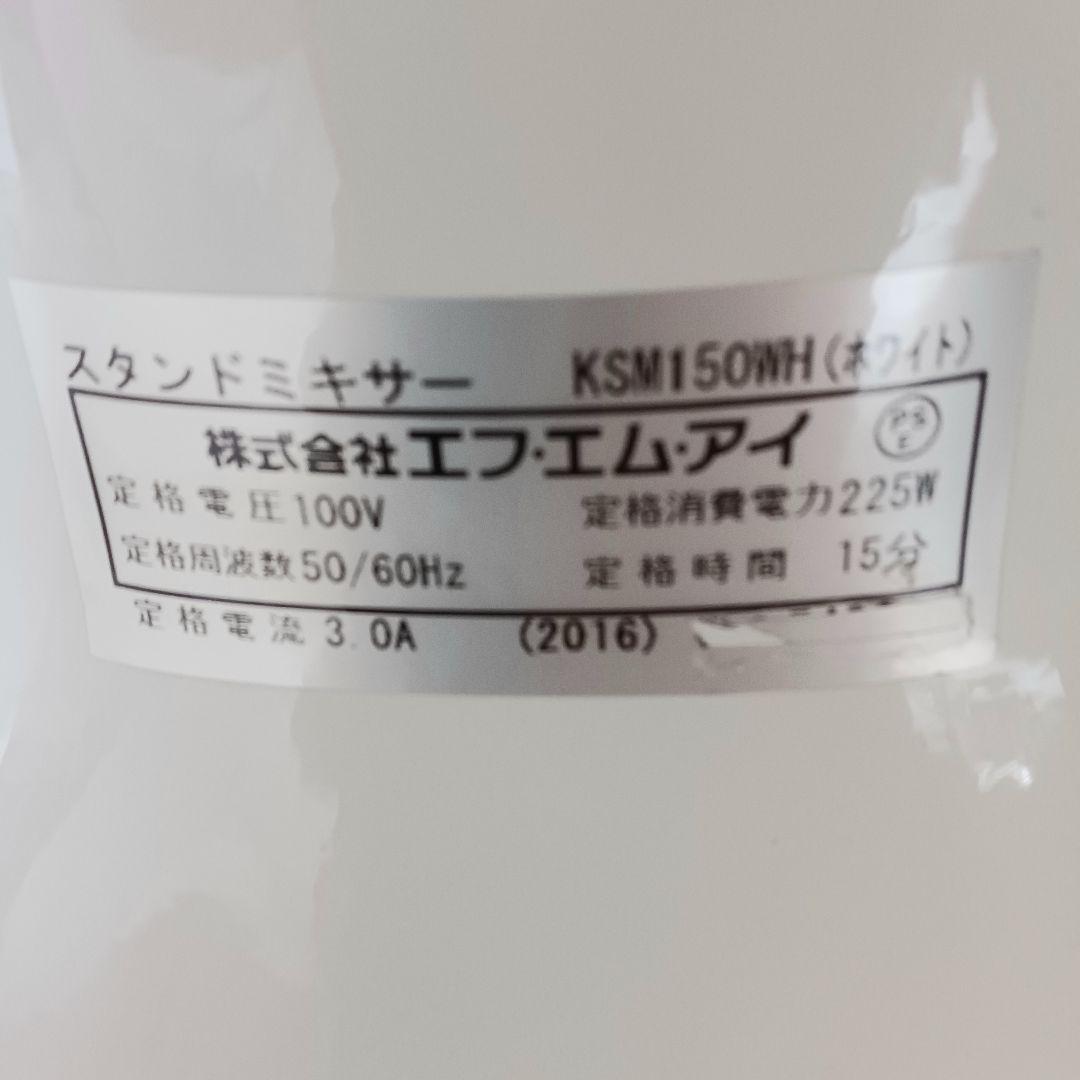 スタンドミキサー KSM150WH(ホワイト)
株式会社エフ・エム・アイ PSE
定格電圧100V 定格消費電力225W
定格周波数50/60Hz 定格時間 15分
定格電流 3.0A (2016)